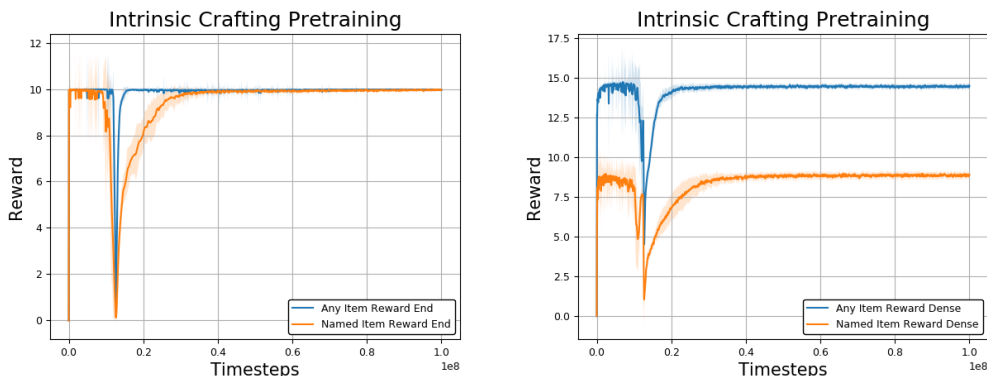 Intrinsic Crafting Pretraining
Reward
12
10
8
6
4
2
0
0.0 0.2 0.4 0.6 0.8 1.0
1e8
Timesteps
Any Item Reward End
Named Item Reward End
Intrinsic Crafting Pretraining
Reward
17.5
15.0
12.5
10.0
7.5
5.0
2.5
0.0
0.0 0.2 0.4 0.6 0.8 1.0
1e8
Timesteps
Any Item Reward Dense
Named Item Reward Dense